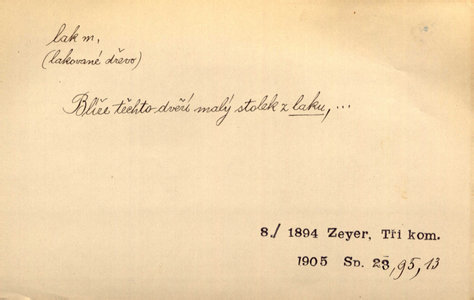 lak m,
(lakované dřevo)
Blíže těchto dveří malý stolek z laku, ...
8./ 1894 Zeyer, Tři kom.
1905 Sp. 23, 95, 13